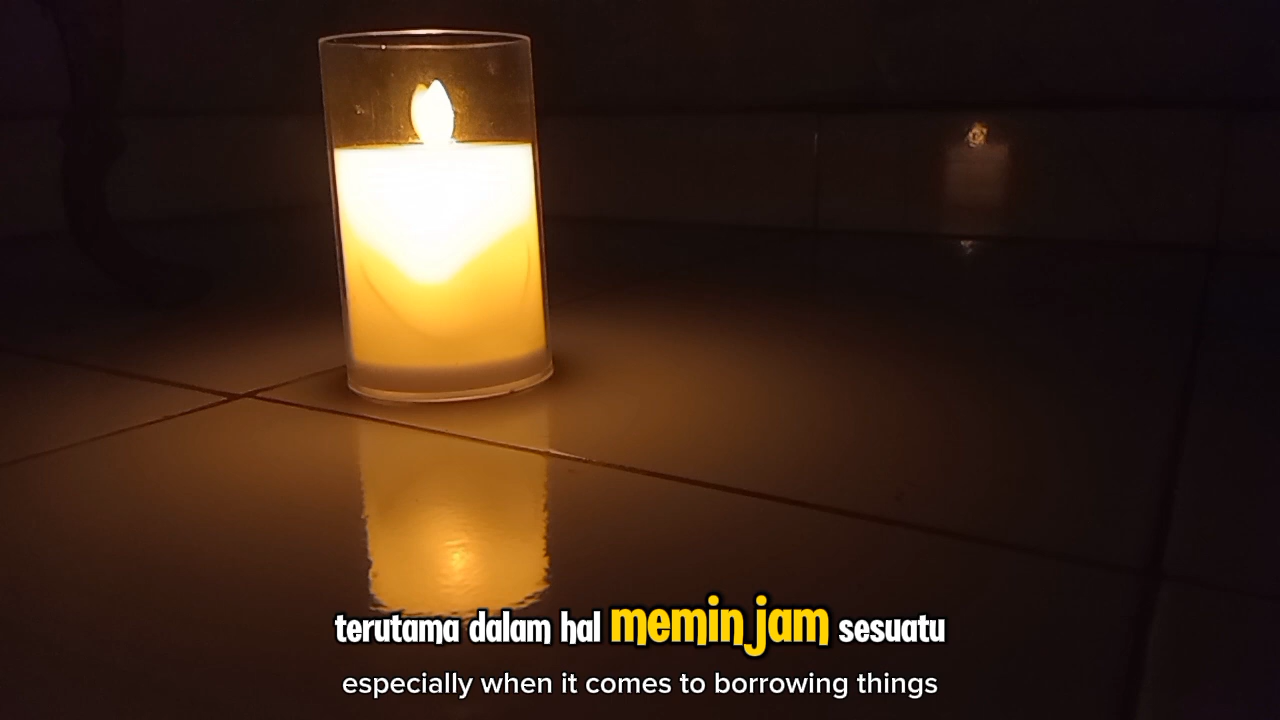 terutama dalam hal meminjam sesuatu
especially when it comes to borrowing things